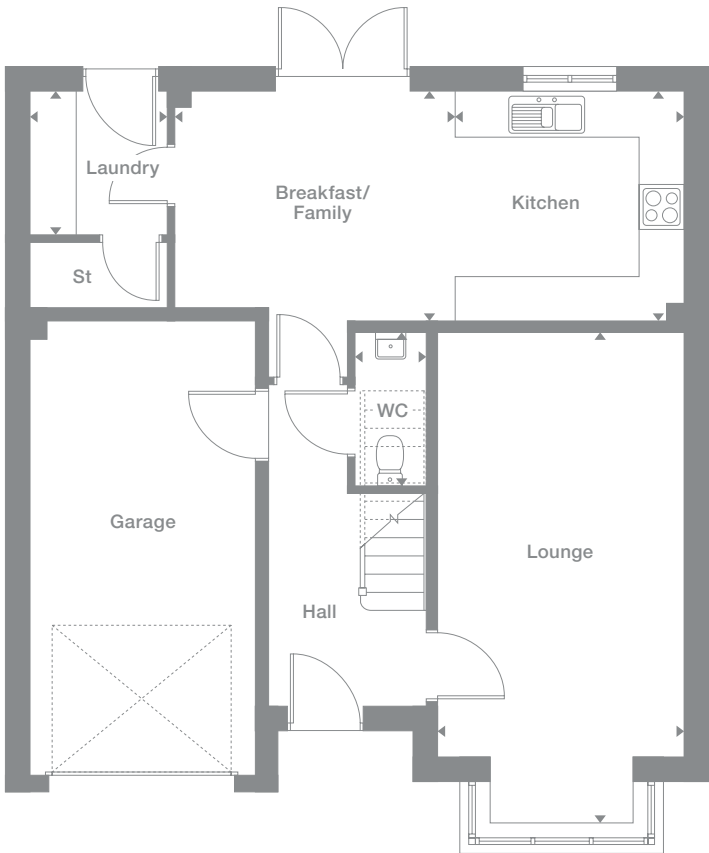 Laundry
Breakfast/
Family
Kitchen
St
WC
Garage
Lounge
Hall